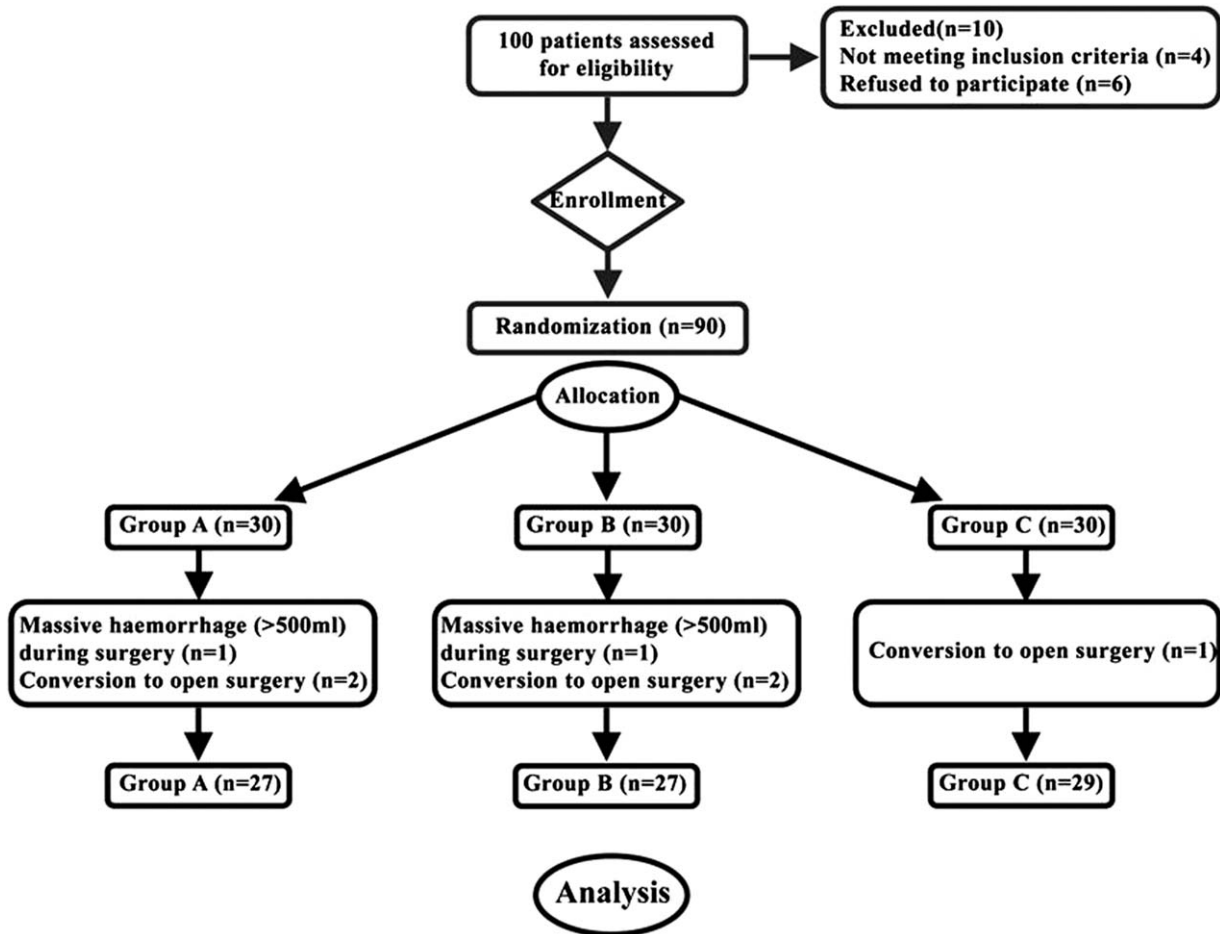 100 patients assessed
for eligibility
Excluded(n=10)
Not meeting inclusion criteria (n=4)
Refused to participate (n=6)
Enrollment
Randomization (n=90)
Allocation
Group A (n=30)
Group B (n=30)
Group C (n=30)
Massive haemorrhage (>500ml)
during surgery (n=1)
Conversion to open surgery (n=2)
Massive haemorrhage (>500ml)
during surgery (n=1)
Conversion to open surgery (n=2)
Conversion to open surgery (n=1)
Group A (n=27)
Group B (n=27)
Group C (n=29)
Analysis